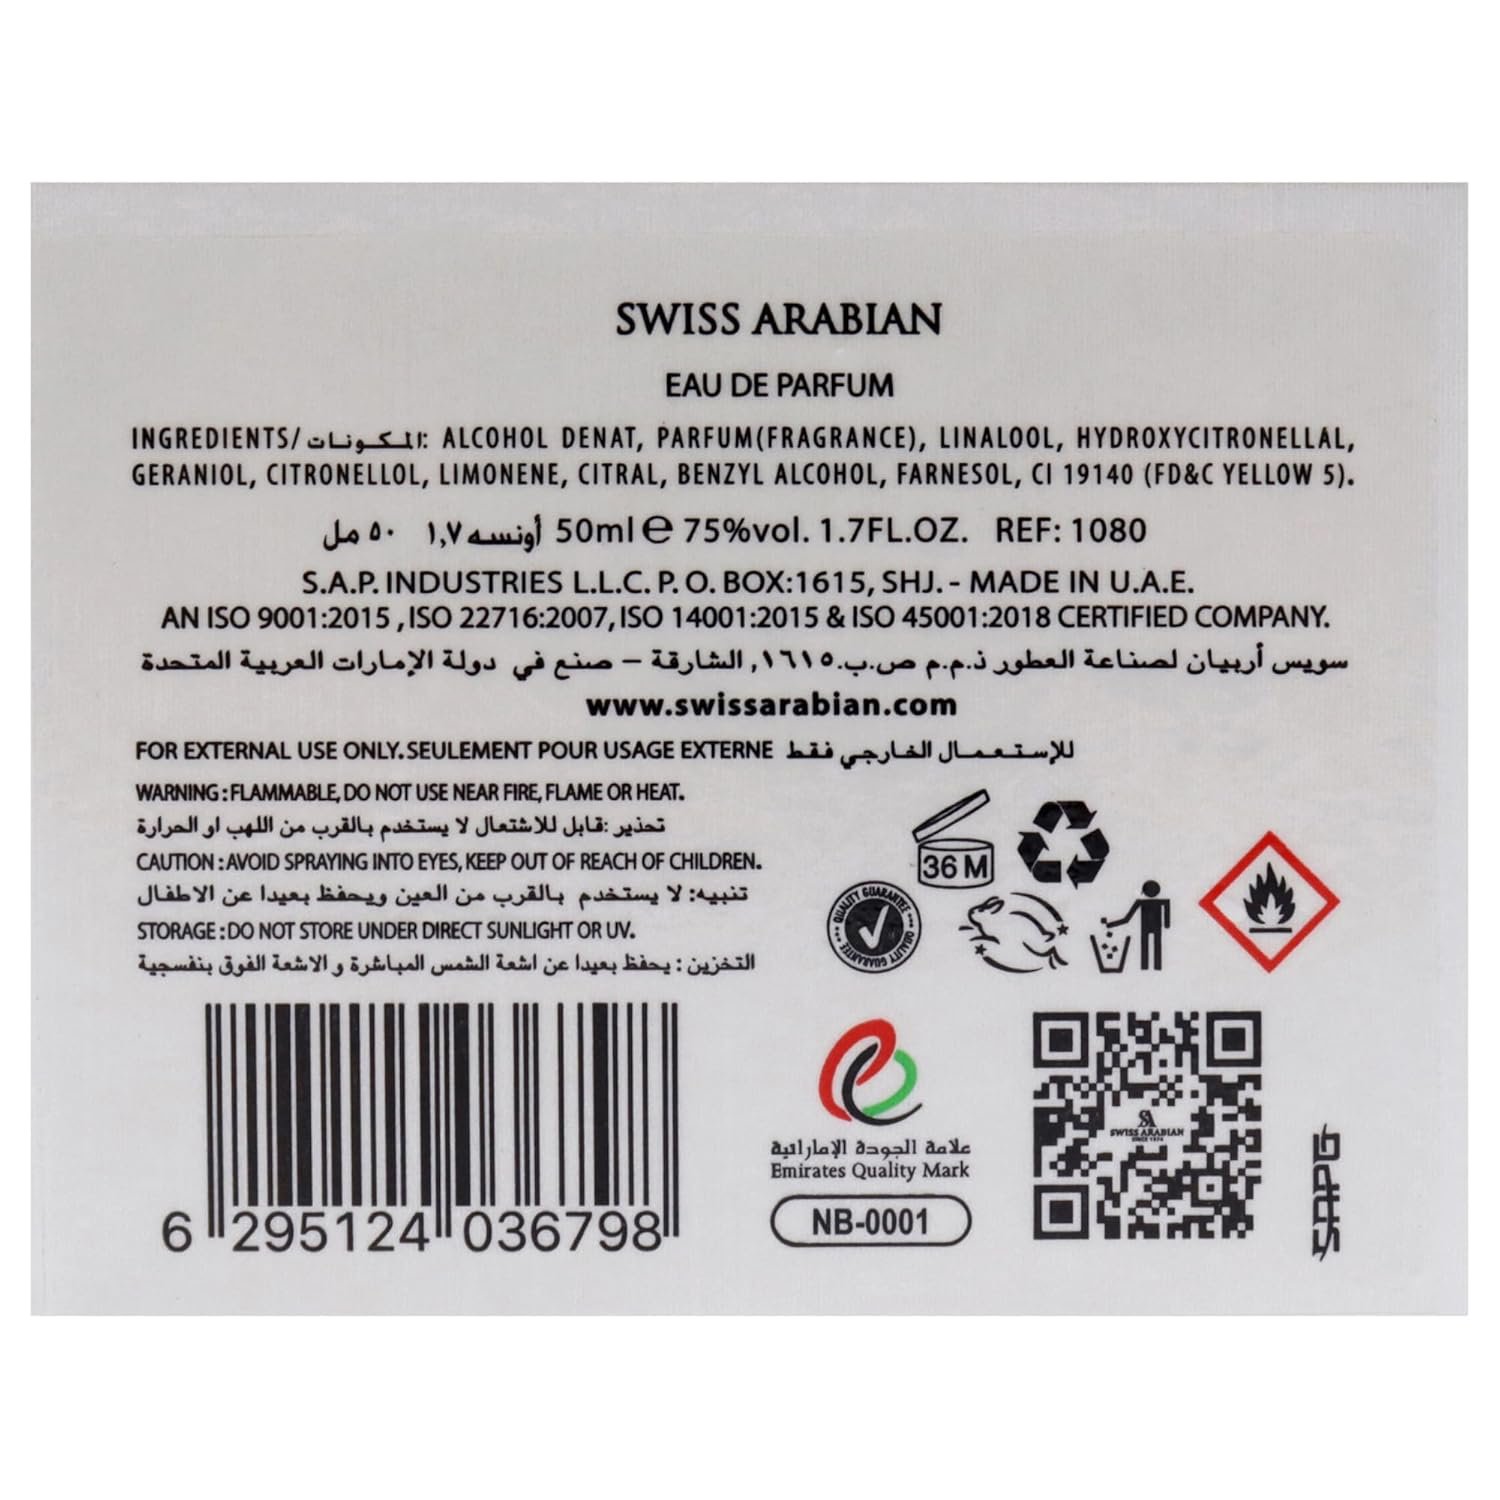 SWISS ARABIAN
EAU DE PARFUM
INGREDIENTS/المكونات: ALCOHOL DENAT, PARFUM(FRAGRANCE), LINALOOL, HYDROXYCITRONELLAL,
GERANIOL, CITRONELLOL, LIMONENE, CITRAL, BENZYL ALCOHOL, FARNESOL, CI 19140 (FD&C YELLOW 5).
٥٠ مل ١,٧ أونسه 50ml ℮ 75%vol. 1.7FL.OZ. REF: 1080
S.A.P. INDUSTRIES L.L.C. P. O. BOX:1615, SHJ. - MADE IN U.A.E.
AN ISO 9001:2015 , ISO 22716:2007, ISO 14001:2015 & ISO 45001:2018 CERTIFIED COMPANY.
سويس أربيان لصناعة العطور ذ.م.م ص.ب.١٦١٥, الشارقة – صنع في دولة الإمارات العربية المتحدة
www.swissarabian.com
FOR EXTERNAL USE ONLY. SEULEMENT POUR USAGE EXTERNE للإستعمال الخارجي فقط
WARNING : FLAMMABLE, DO NOT USE NEAR FIRE, FLAME OR HEAT.
تحذير :قابل للاشتعال لا يستخدم بالقرب من اللهب او الحرارة
CAUTION : AVOID SPRAYING INTO EYES, KEEP OUT OF REACH OF CHILDREN.
تنبيه: لا يستخدم بالقرب من العين ويحفظ بعيدا عن الاطفال
STORAGE : DO NOT STORE UNDER DIRECT SUNLIGHT OR UV.
التخزين : يحفظ بعيدا عن اشعة الشمس المباشرة و الاشعة الفوق بنفسجية
36 M
QUALITY GUARANTEE
QUALITY GUARANTEE
6 295124 036798
علامة الجودة الإماراتية
Emirates Quality Mark
NB-0001
SA
SWISS ARABIAN
SINCE 1974
SAPG